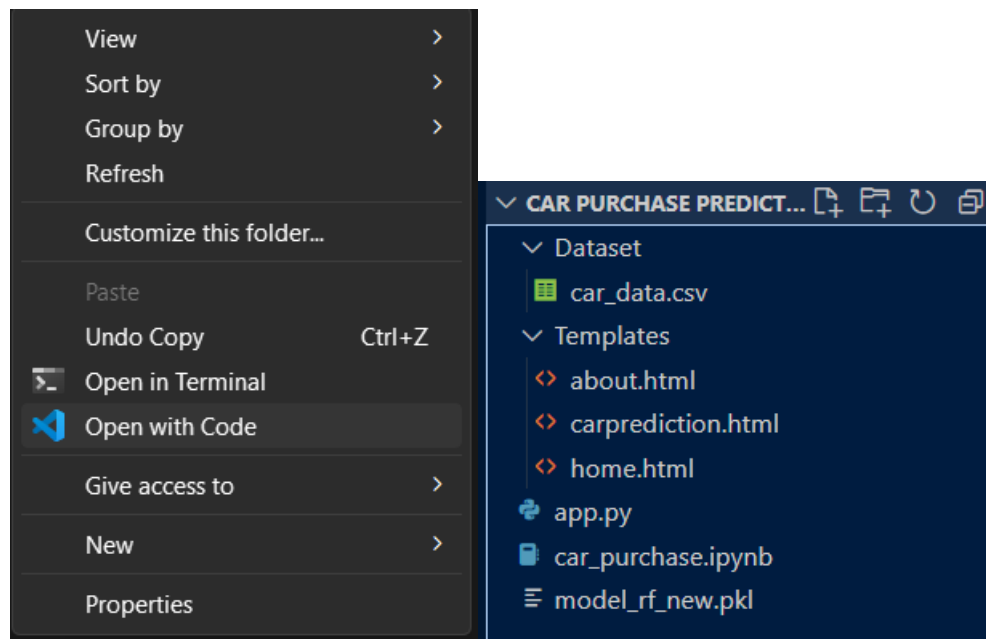 View
Sort by
Group by
Refresh
Customize this folder...
Paste
Undo Copy Ctrl+Z
Open in Terminal
Open with Code
Give access to
New
Properties
CAR PURCHASE PREDICT...
Dataset
car_data.csv
Templates
about.html
carprediction.html
home.html
app.py
car_purchase.ipynb
model_rf_new.pkl